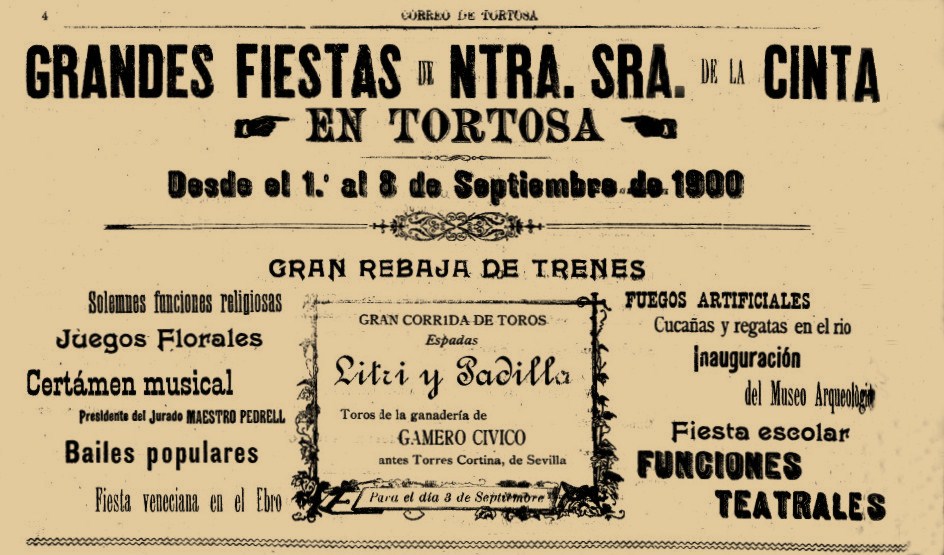 4
CORREO DE TORTOSA
GRANDES FIESTAS DE NTRA. SRA. DE LA CINTA
EN TORTOSA
Desde el 1.º al 8 de Septiembre de 1900
GRAN REBAJA DE TRENES
Solemnes funciones religiosas
Juegos Florales
Certámen musical
Presidente del Jurado MAESTRO PEDRELL
Bailes populares
Fiesta veneciana en el Ebro
GRAN CORRIDA DE TOROS
Espadas
Litri y Padilla
Toros de la ganadería de
GAMERO CIVICO
antes Torres Cortina, de Sevilla
Para el día 3 de Septiembre
FUEGOS ARTIFICIALES
Cucañas y regatas en el rio
Inauguración
del Museo Arqueológico
Fiesta escolar
FUNCIONES
TEATRALES